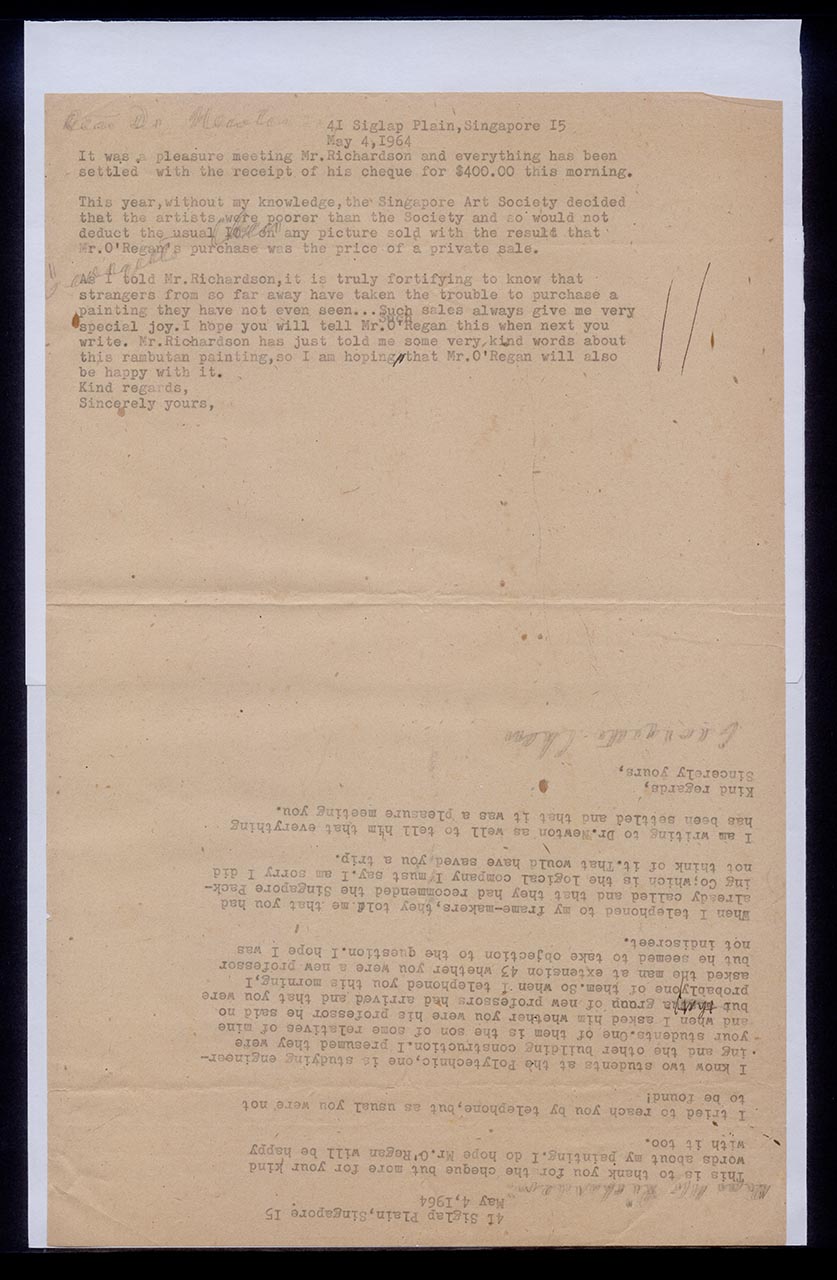 Dear Dr. Newton
41 Siglap Plain,Singapore I5
May 4,1964
It was a pleasure meeting Mr.Richardson and everything has been
settled with the receipt of his cheque for $400.00 this morning.
This year,without my knowledge,the Singapore Art Society decided
that the artists were poorer than the Society and so would not
deduct the usual on any picture sold with the result that
Mr.O'Regan's purchase was the price of a private sale.
As I told Mr.Richardson,it is truly fortifying to know that
strangers from so far away have taken the trouble to purchase a
painting they have not even seen...Such sales always give me very
such
special joy.I hope you will tell Mr.O'Regan this when next you
write. Mr.Richardson has just told me some very kind words about
this rambutan painting,so I am hoping that Mr.O'Regan will also
be happy with it.
Kind regards,
Sincerely yours,
Georgette Chen
41 Siglap Plain,Singapore I5
May 4,1964
Dear Mr. Richardson,
This is to thank you for the cheque but more for your kind
words about my painting.I do hope Mr.O'Regan will be happy
with it too.
I tried to reach you by telephone,but as usual you were not
to be found!
I know two students at the Polytechnic,one is studying engineer-
ing and the other building construction.I presumed they were
your students.One of them is the son of some relatives of mine
and when I asked him whether you were his professor he said no
but that a group of new professors had arrived and that you were
probably one of them.So when I telephoned you this morning,I
asked the man at extension 43 whether you were a new professor
but he seemed to take objection to the question.I hope I was
not indiscreet.
When I telephoned to my frame-makers,they told me that you had
already called and that they had recommended the Singapore Pack-
ing Co;which is the logical company I must say.I am sorry I did
not think of it.That would have saved you a trip.
I am writing to Dr.Newton as well to tell him that everything
has been settled and that it was a pleasure meeting you.
Kind regards,
Sincerely yours,
Georgette Chen